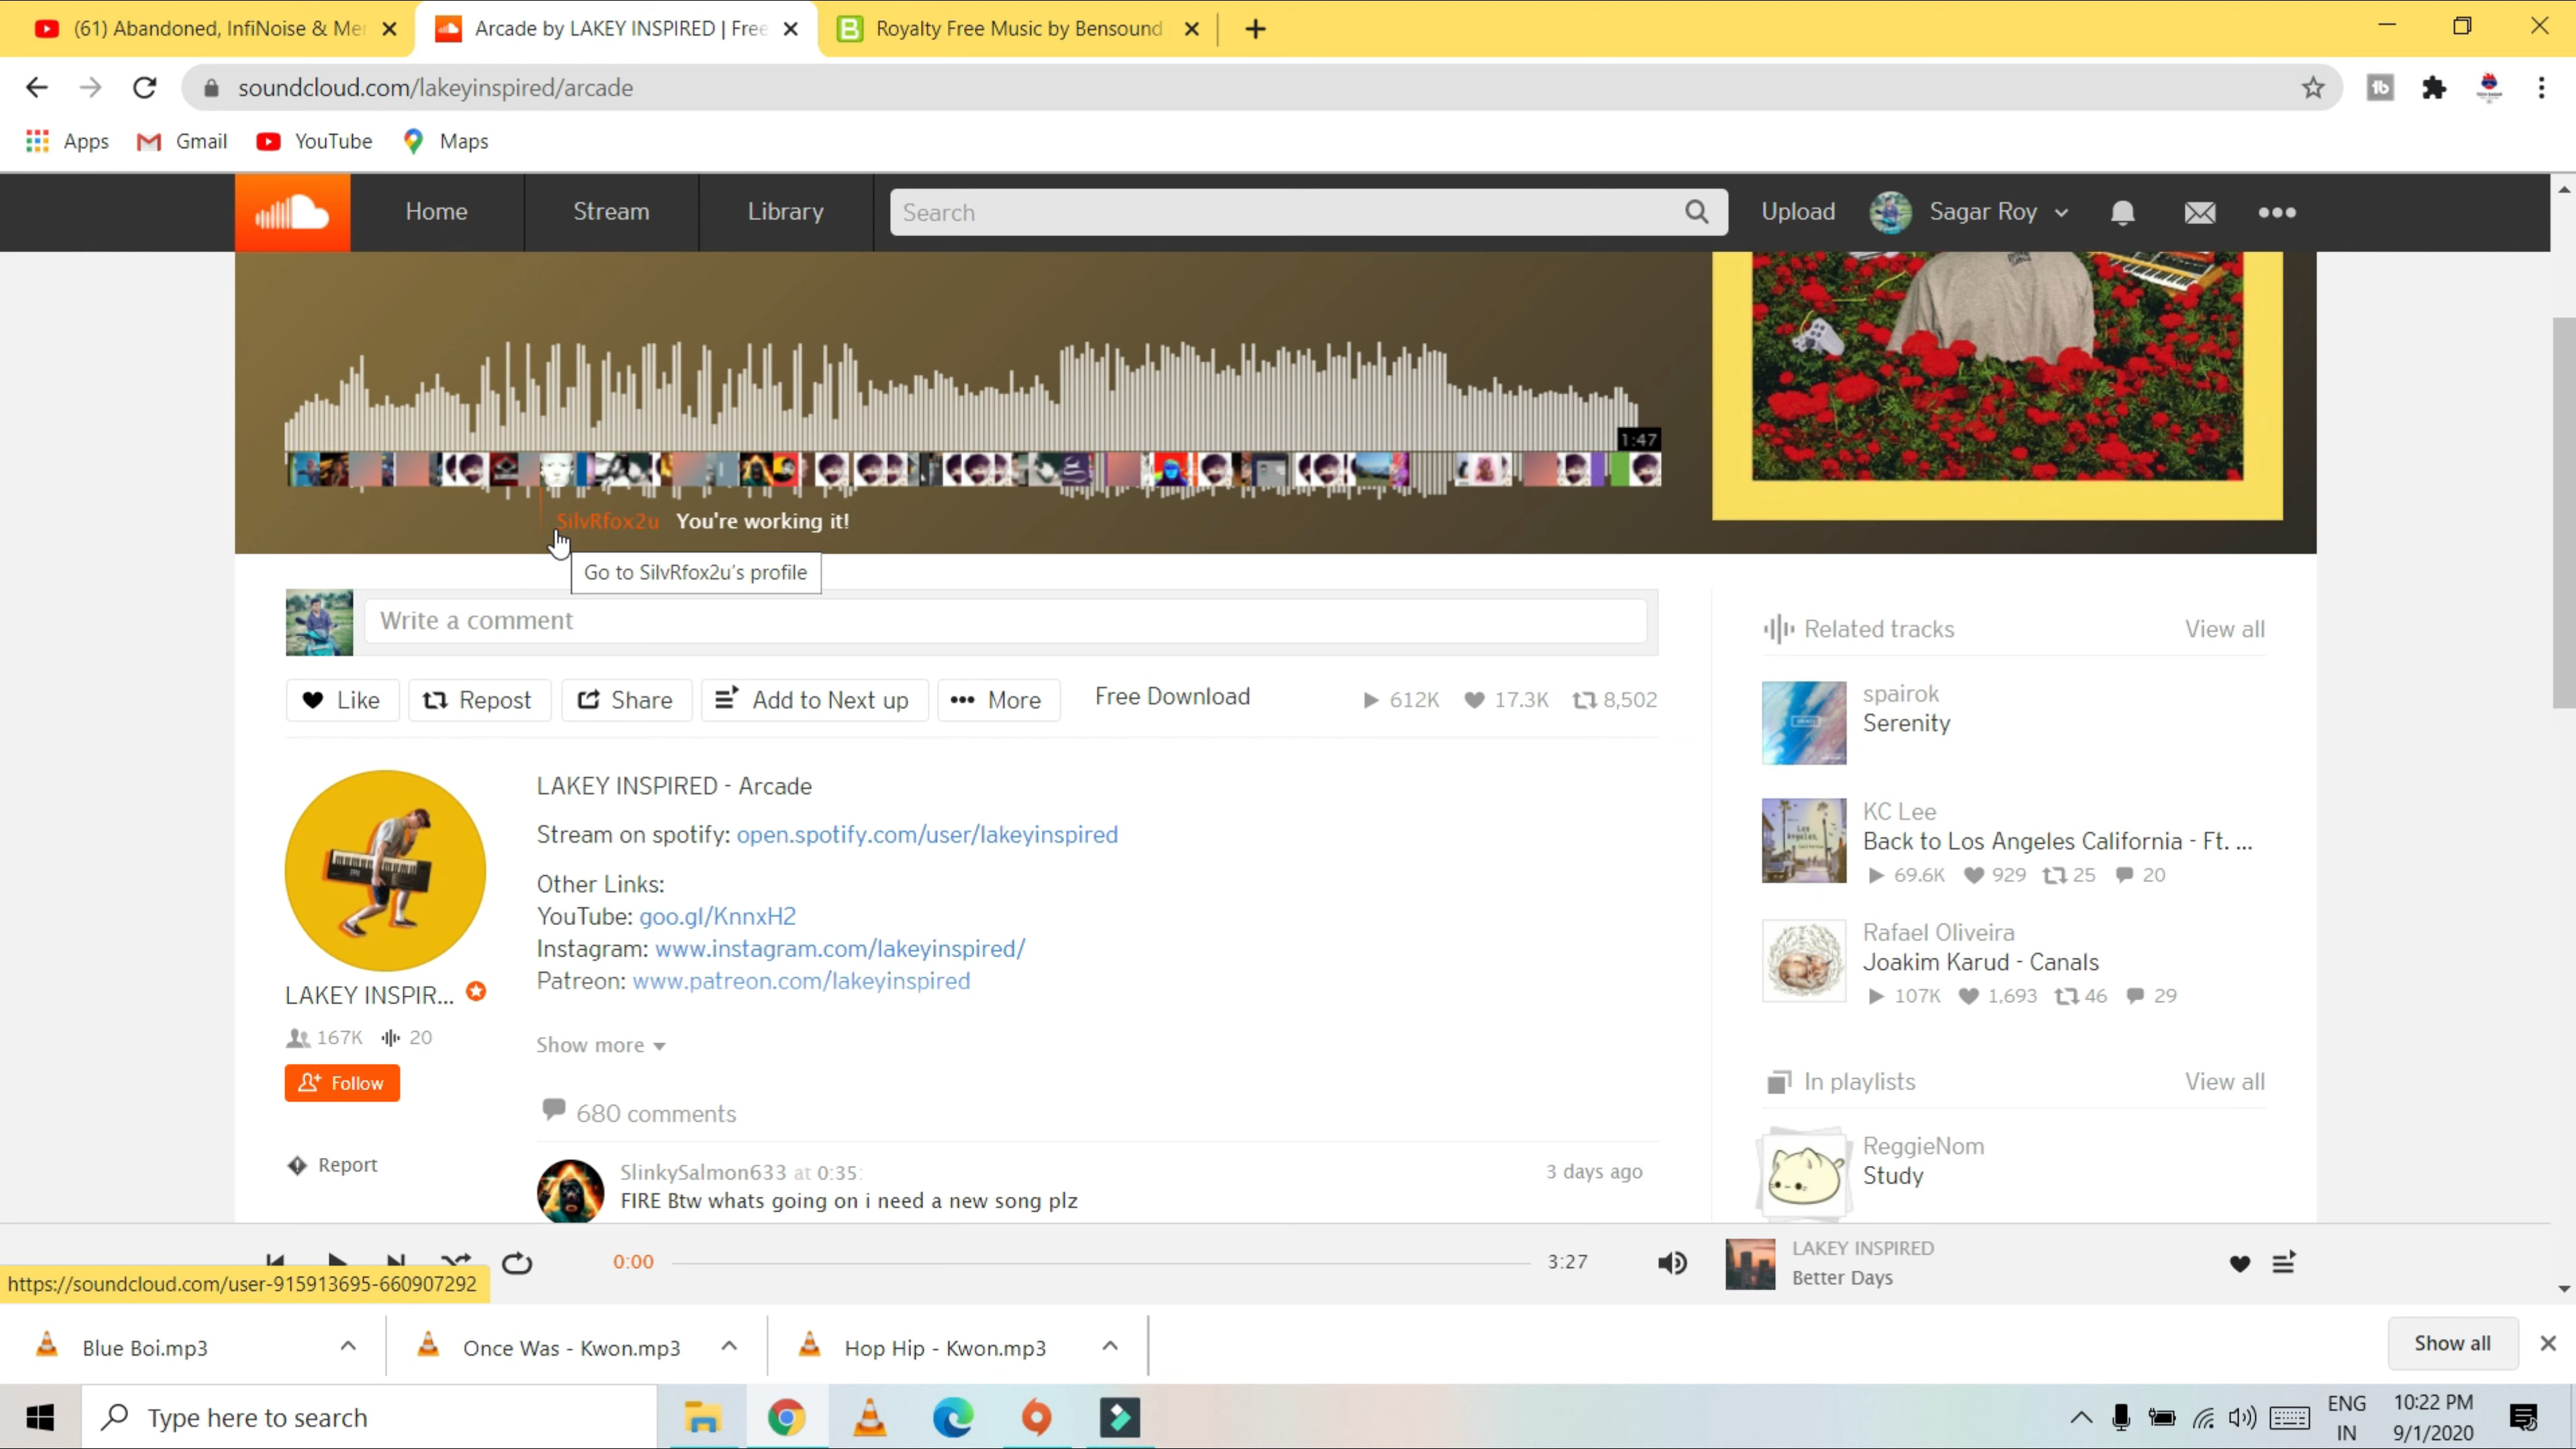 (61) Abandoned, InfiNoise & Mer
Arcade by LAKEY INSPIRED | Free
Royalty Free Music by Bensound
soundcloud.com/lakeyinspired/arcade
Apps
Gmail
YouTube
Maps
Home
Stream
Library
Search
Upload
Sagar Roy
1:47
SilvRfox2u You're working it!
Go to SilvRfox2u's profile
Write a comment
Like
Repost
Share
Add to Next up
More
Free Download
612K
17.3K
8,502
LAKEY INSPIR...
167K
20
Follow
Report
LAKEY INSPIRED - Arcade
Stream on spotify: open.spotify.com/user/lakeyinspired
Other Links:
YouTube: goo.gl/KnnxH2
Instagram: www.instagram.com/lakeyinspired/
Patreon: www.patreon.com/lakeyinspired
Show more
680 comments
SlinkySalmon633 at 0:35:
3 days ago
FIRE Btw whats going on i need a new song plz
Related tracks
View all
spairok
Serenity
KC Lee
Back to Los Angeles California - Ft. ...
69.6K 929 25 20
Rafael Oliveira
Joakim Karud - Canals
107K 1,693 46 29
In playlists
View all
ReggieNom
Study
0:00
3:27
LAKEY INSPIRED
Better Days
https://soundcloud.com/user-915913695-660907292
Blue Boi.mp3
Once Was - Kwon.mp3
Hop Hip - Kwon.mp3
Show all
Type here to search
ENG
IN
10:22 PM
9/1/2020